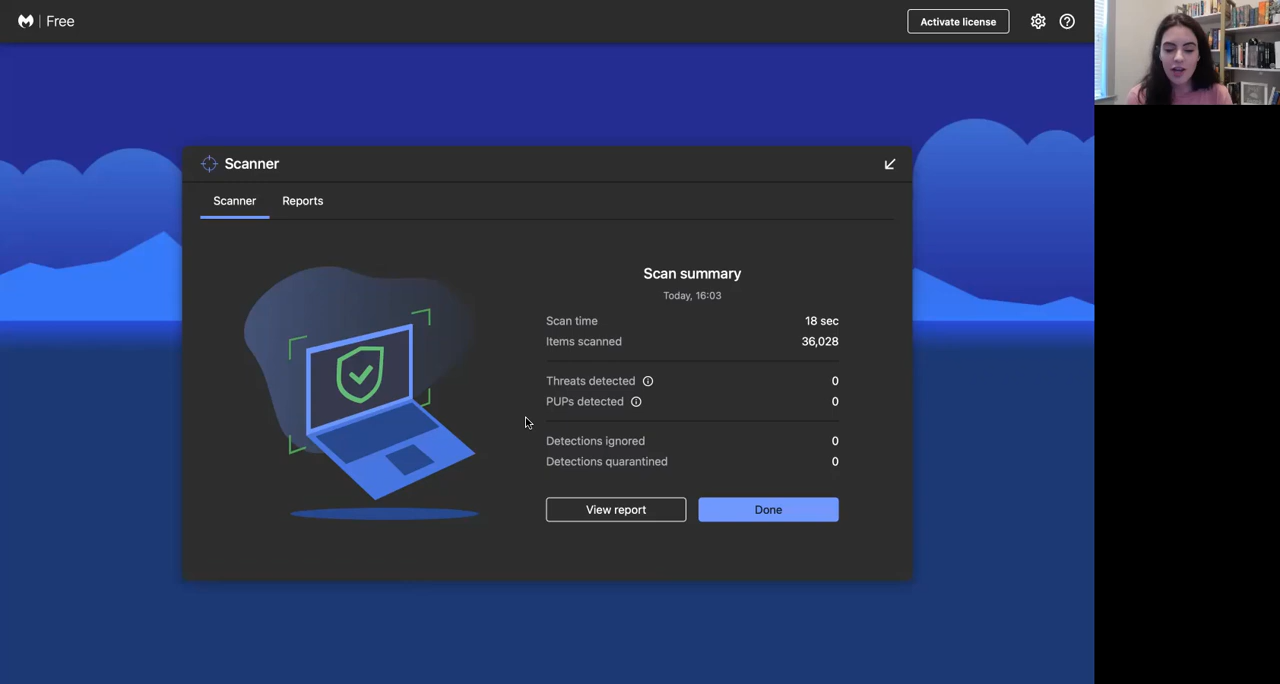 Free
Activate license
Scanner
Scanner Reports
Scan summary
Today, 16:03
Scan time 18 sec
Items scanned 36,028
Threats detected 0
PUPs detected 0
Detections ignored 0
Detections quarantined 0
View report Done